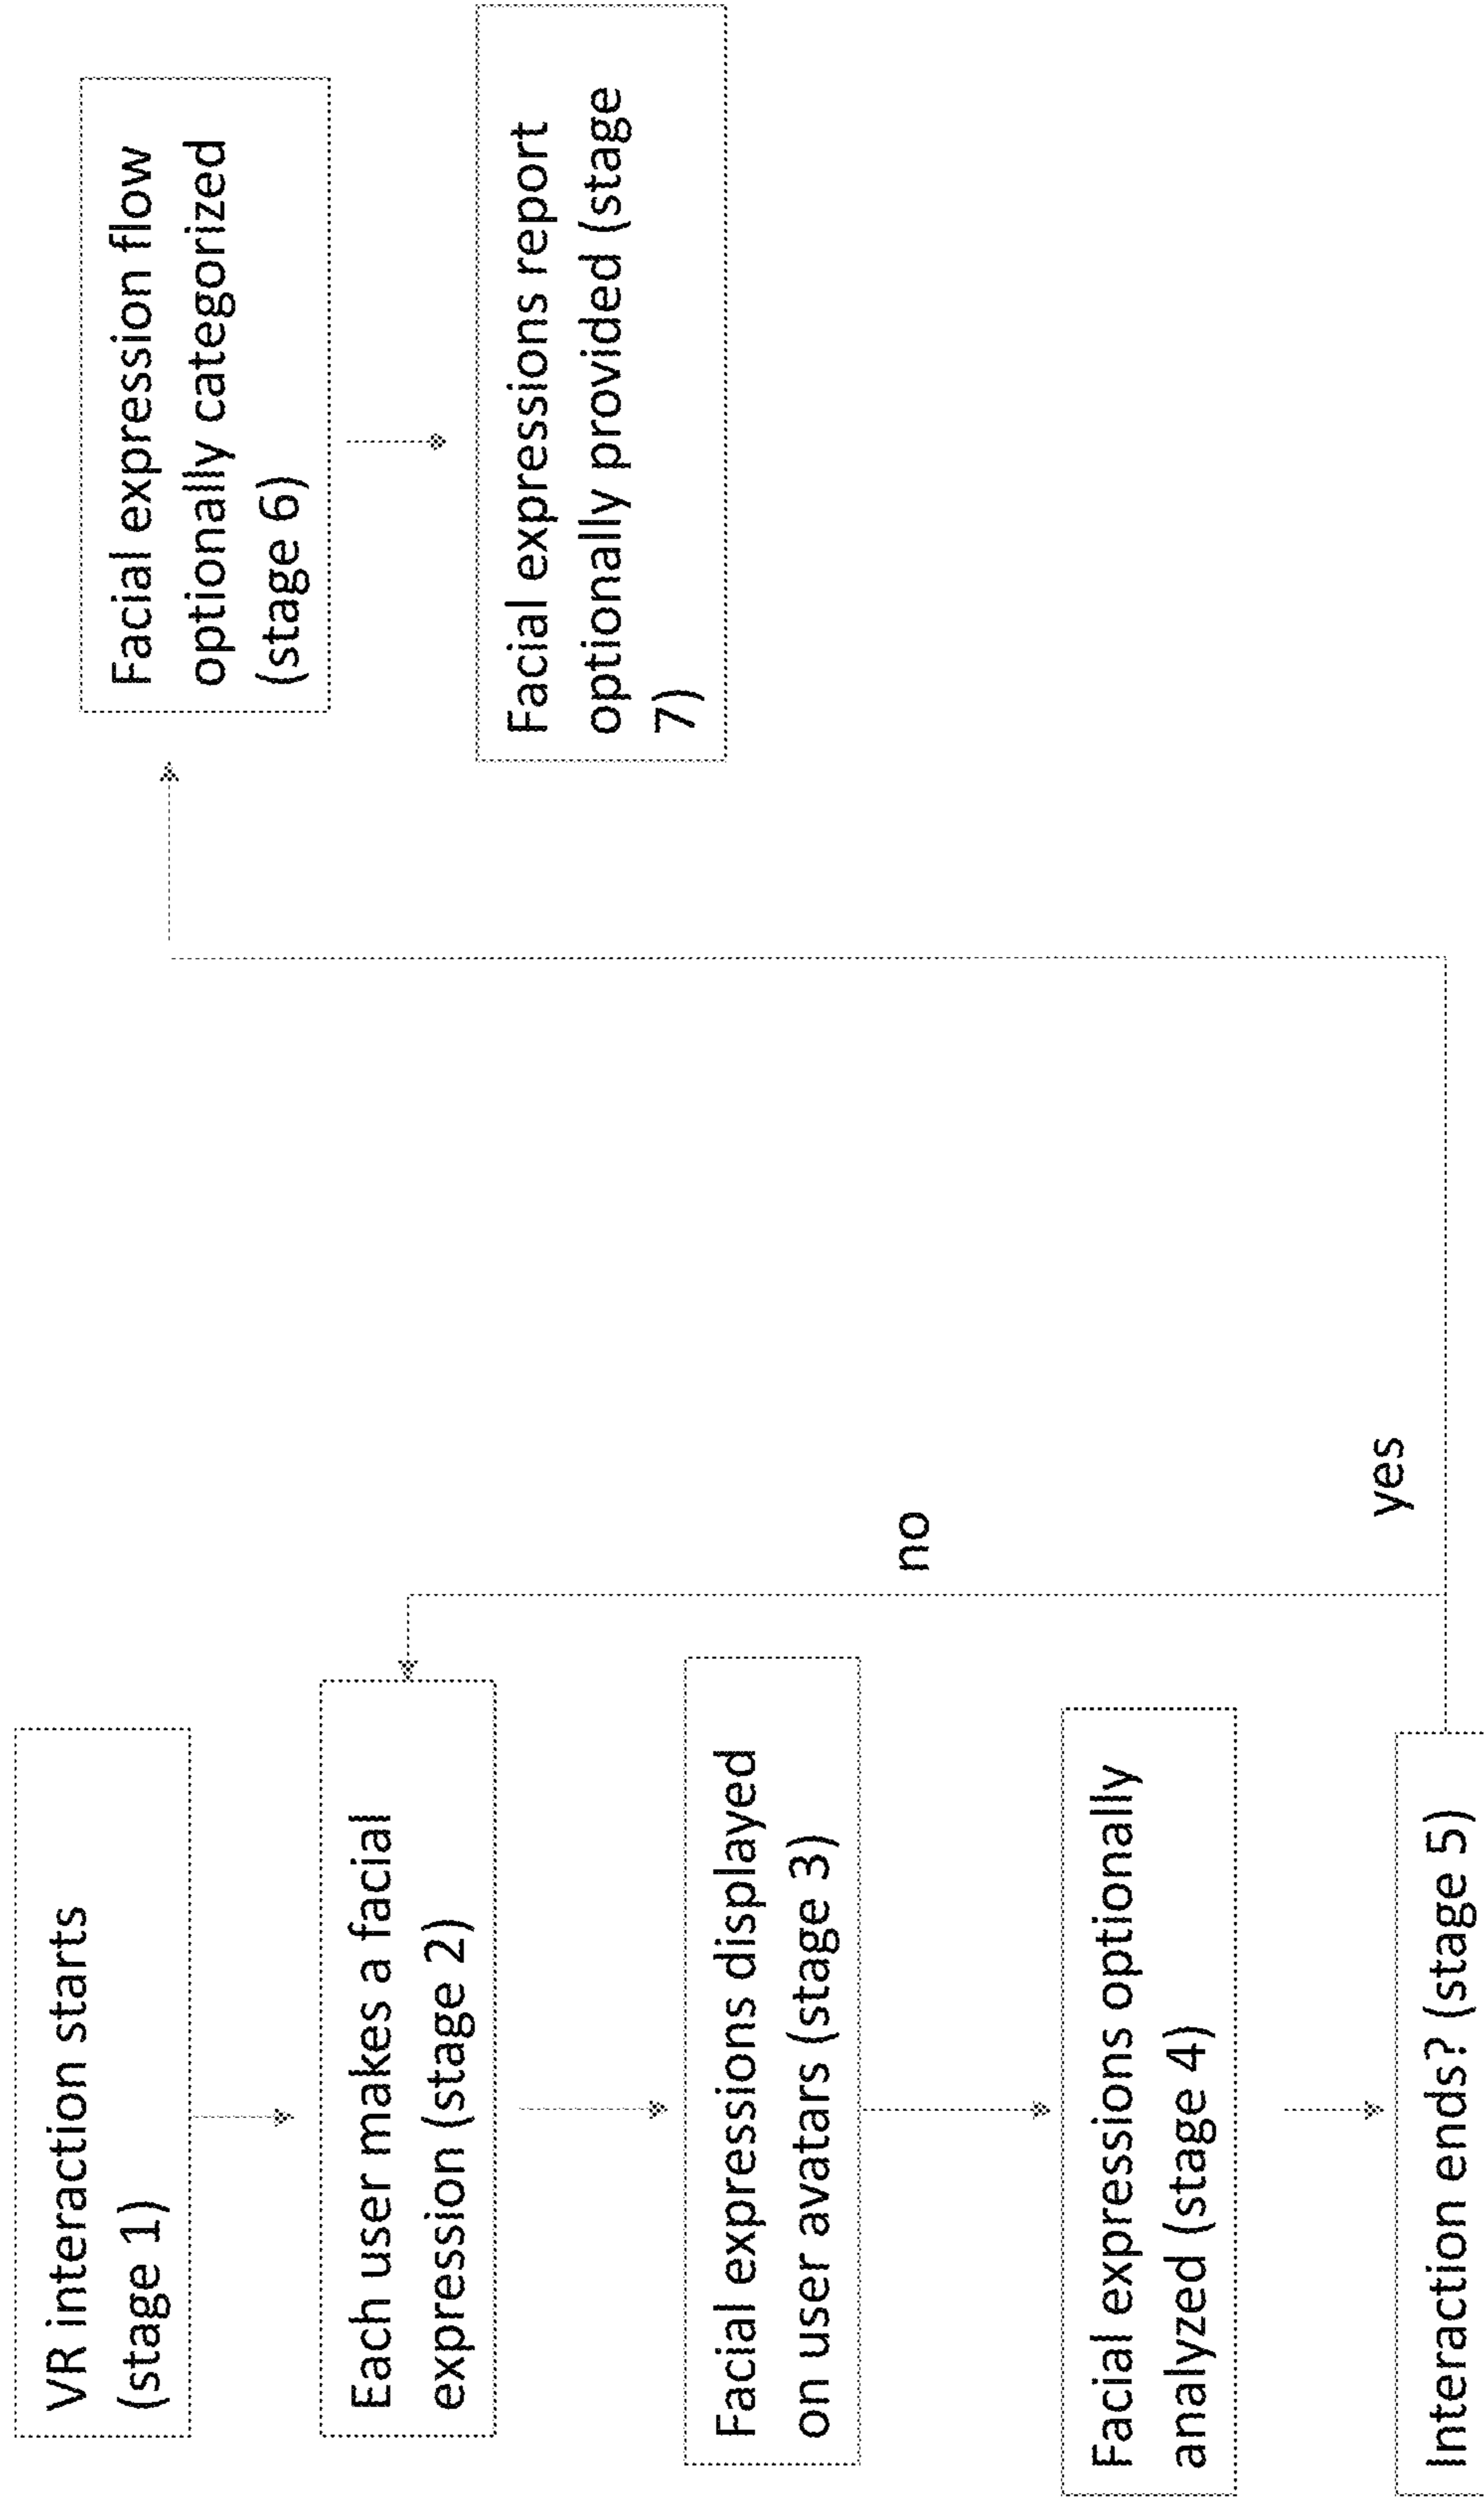 VR interaction starts
(stage 1)
Each user makes a facial
expression (stage 2)
Facial expressions displayed
on user avatars (stage 3)
Facial expressions optionally
analyzed (stage 4)
Interaction ends? (stage 5)
no
yes
Facial expression flow
optionally categorized
(stage 6)
Facial expressions report
optionally provided (stage
7)